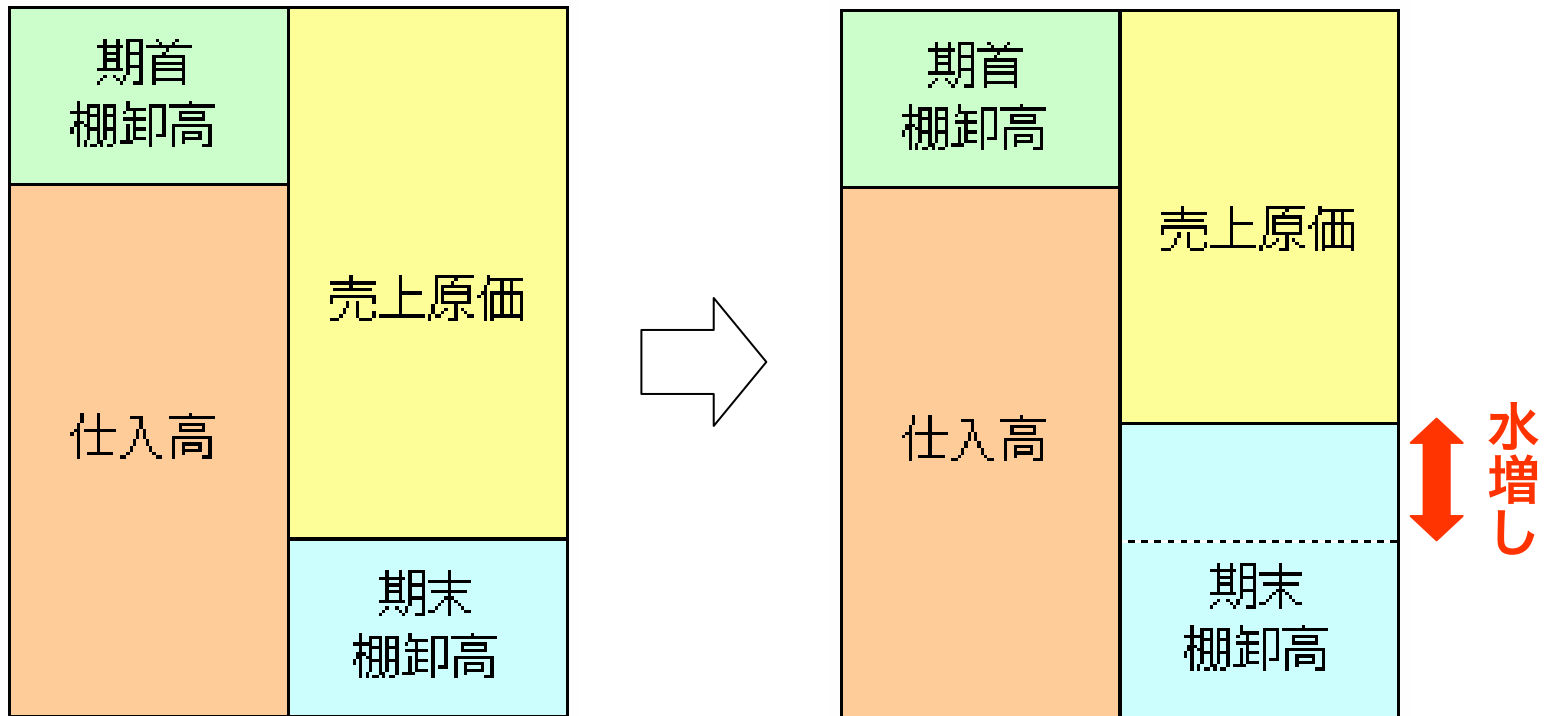 期首
棚卸高
売上原価
仕入高
期末
棚卸高
期首
棚卸高
売上原価
仕入高
期末
棚卸高
水増し